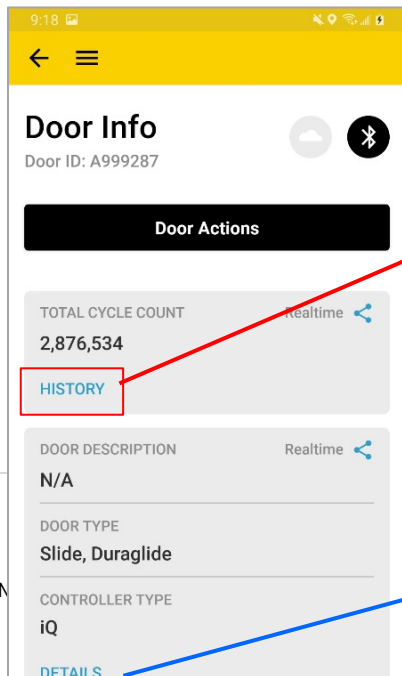 9:18
Door Info
Door ID: A999287
Door Actions
TOTAL CYCLE COUNT
Realtime
2,876,534
HISTORY
DOOR DESCRIPTION
Realtime
N/A
DOOR TYPE
Slide, Duraglide
CONTROLLER TYPE
iQ
DETAILS